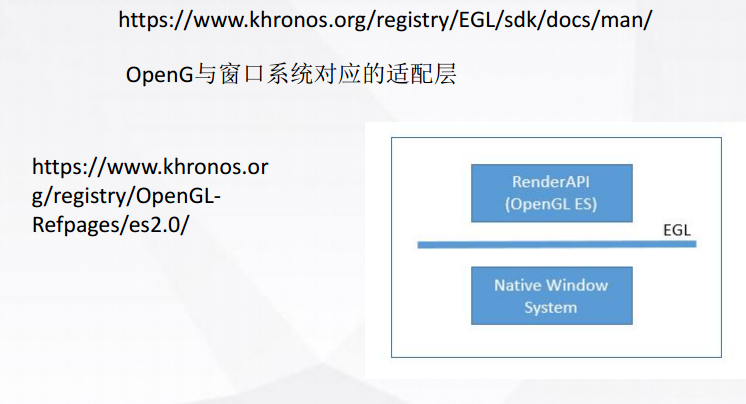 https://www.khronos.org/registry/EGL/sdk/docs/man/
OpenG与窗口系统对应的适配层
https://www.khronos.or
g/registry/OpenGL-
Refpages/es2.0/
RenderAPI
(OpenGL ES)
EGL
Native Window
System